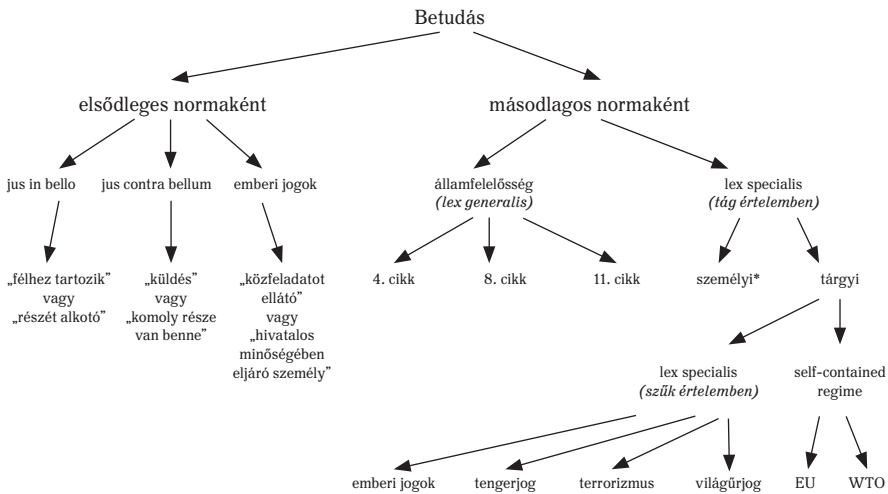 Betudás
elsődleges normaként
másodlagos normaként
jus in bello
jus contra bellum
emberi jogok
államfelelősség
(lex generalis)
lex specialis
(tág értelemben)
„félhez tartozik”
vagy
„részét alkotó”
„küldés”
vagy
„komoly része
van benne”
„közfeladatot
ellátó”
vagy
„hivatalos
minőségében
eljáró személy”
4. cikk
8. cikk
11. cikk
személyi*
tárgyi
lex specialis
(szűk értelemben)
self-contained
regime
emberi jogok
tengerjog
terrorizmus
világűrjog
EU
WTO